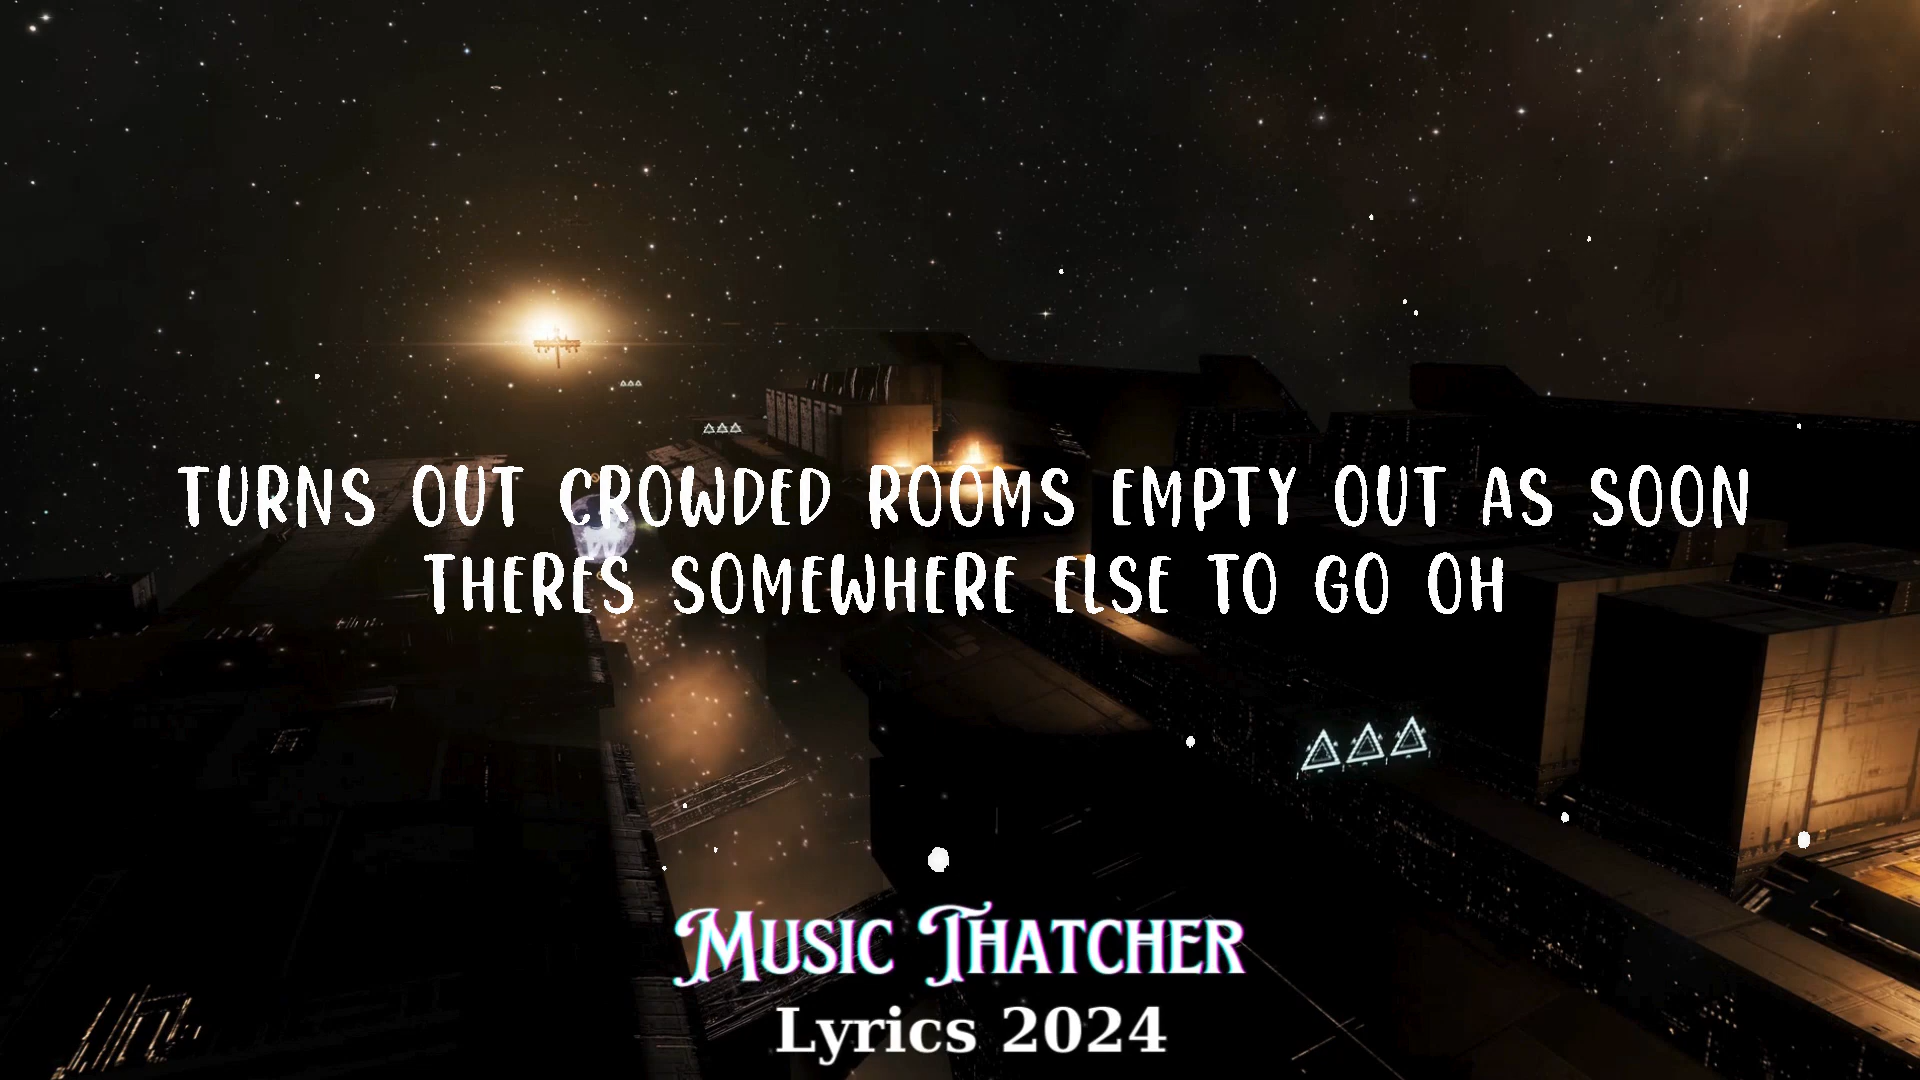 TURNS OUT CROWDED ROOMS EMPTY OUT AS SOON
THERES SOMEWHERE ELSE TO GO OH
MUSIC THATCHER
Lyrics 2024